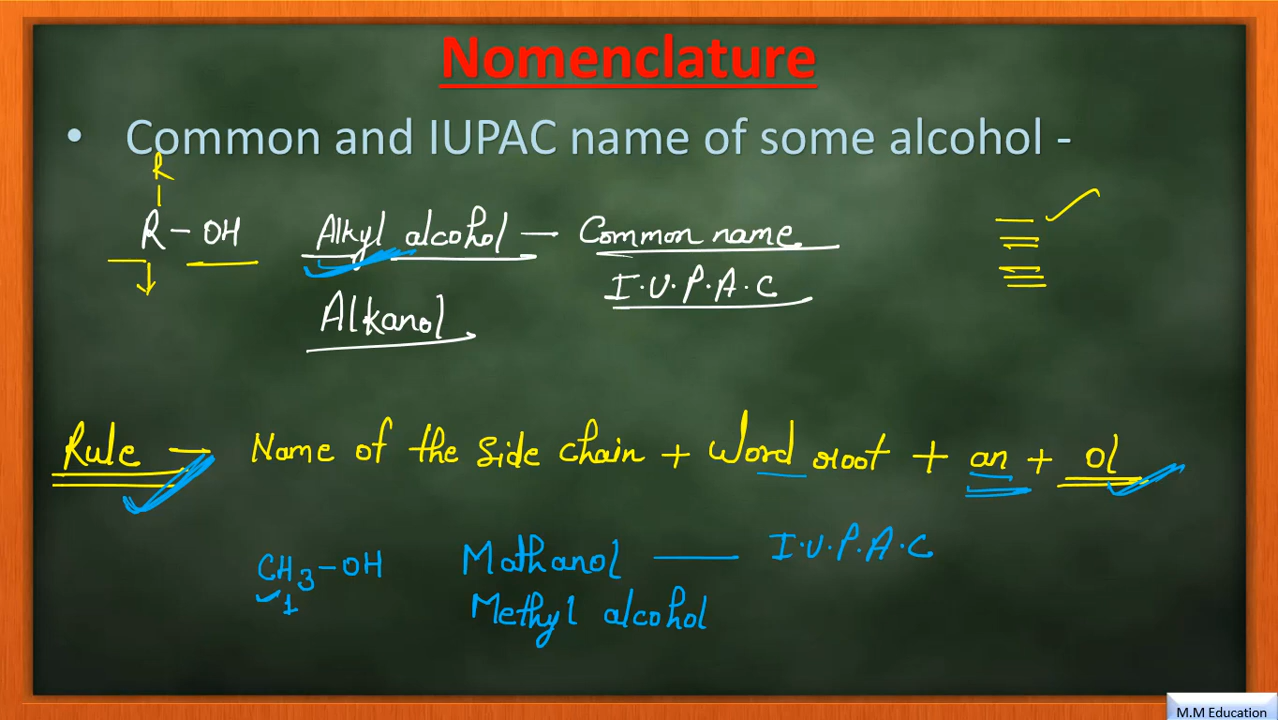 Nomenclature
• Common and IUPAC name of some alcohol -
R
R - OH Alkyl alcohol — Common name
I.U.P.A.C
Alkanol
Rule — Name of the side chain + Word root + an + ol
CH3 - OH Mathanol — I.U.P.A.C
1
Methyl alcohol
M.M Education